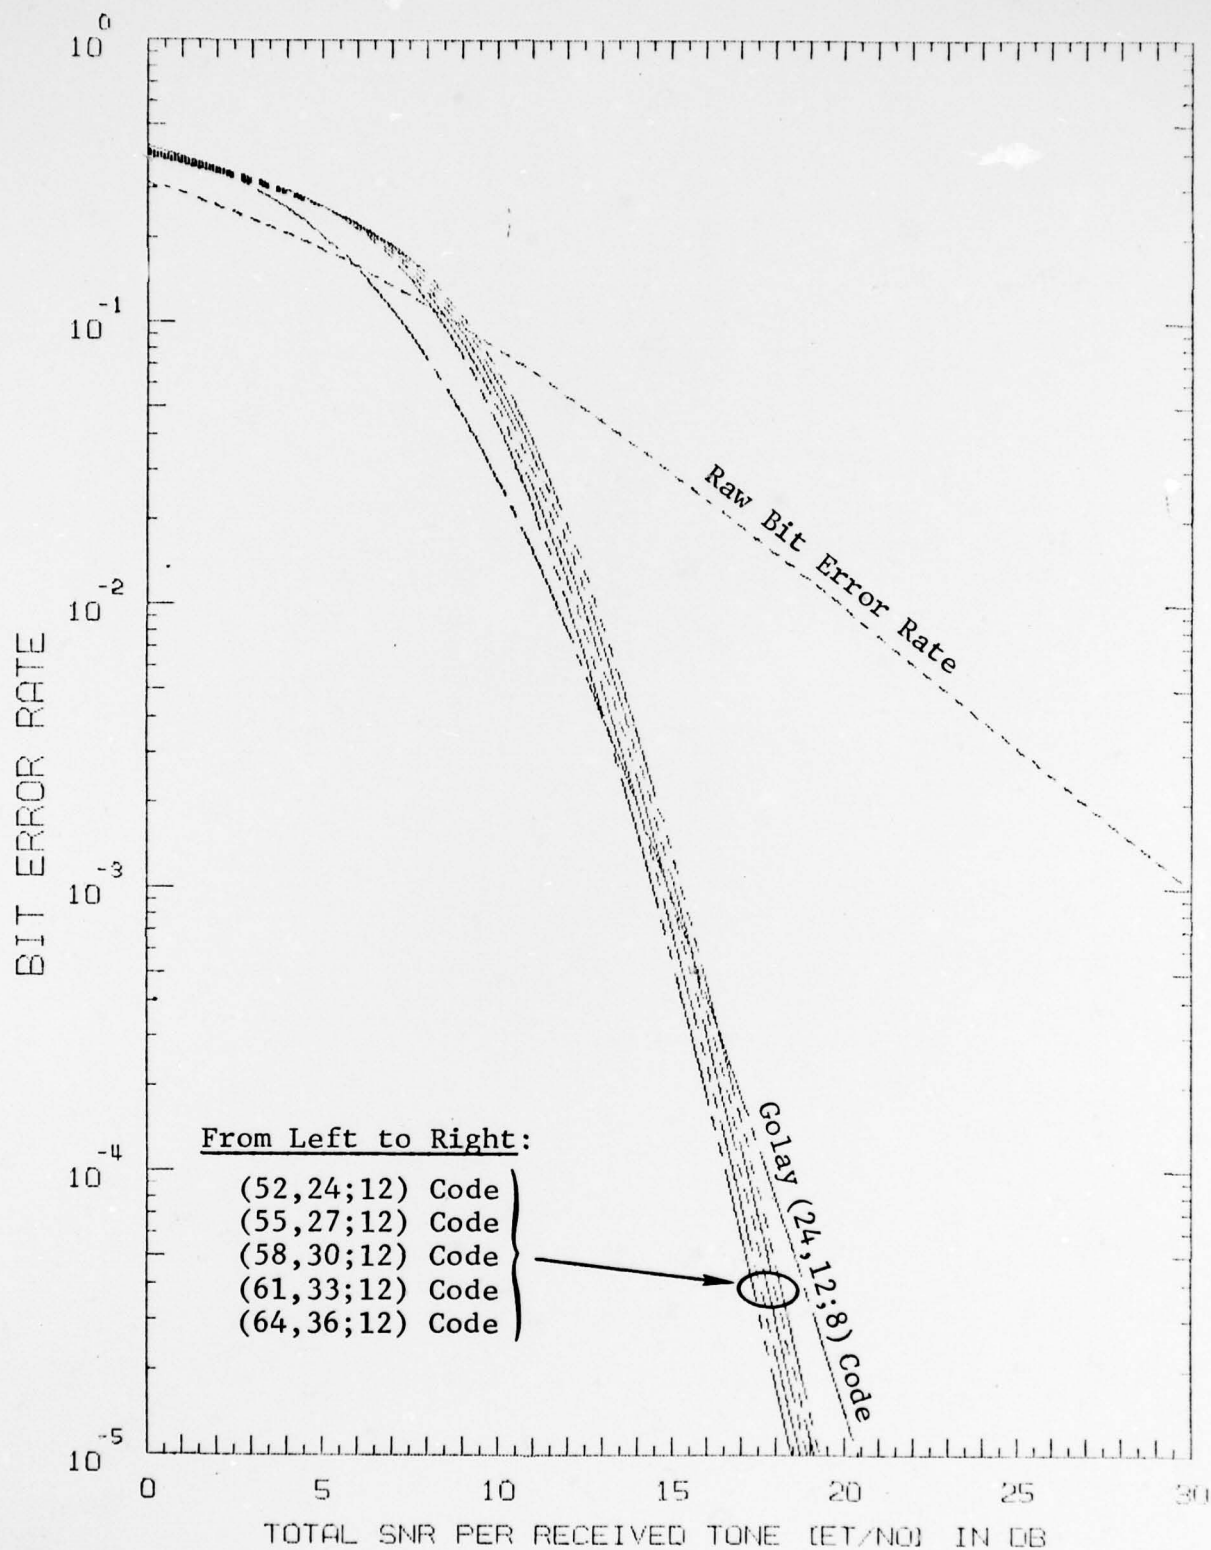 10^0
10^-1
10^-2
10^-3
10^-4
10^-5
BIT ERROR RATE
Raw Bit Error Rate
Golay (24,12;8) Code
From Left to Right:
(52,24;12) Code
(55,27;12) Code
(58,30;12) Code
(61,33;12) Code
(64,36;12) Code
0 5 10 15 20 25 30
TOTAL SNR PER RECEIVED TONE [ET/NO] IN DB